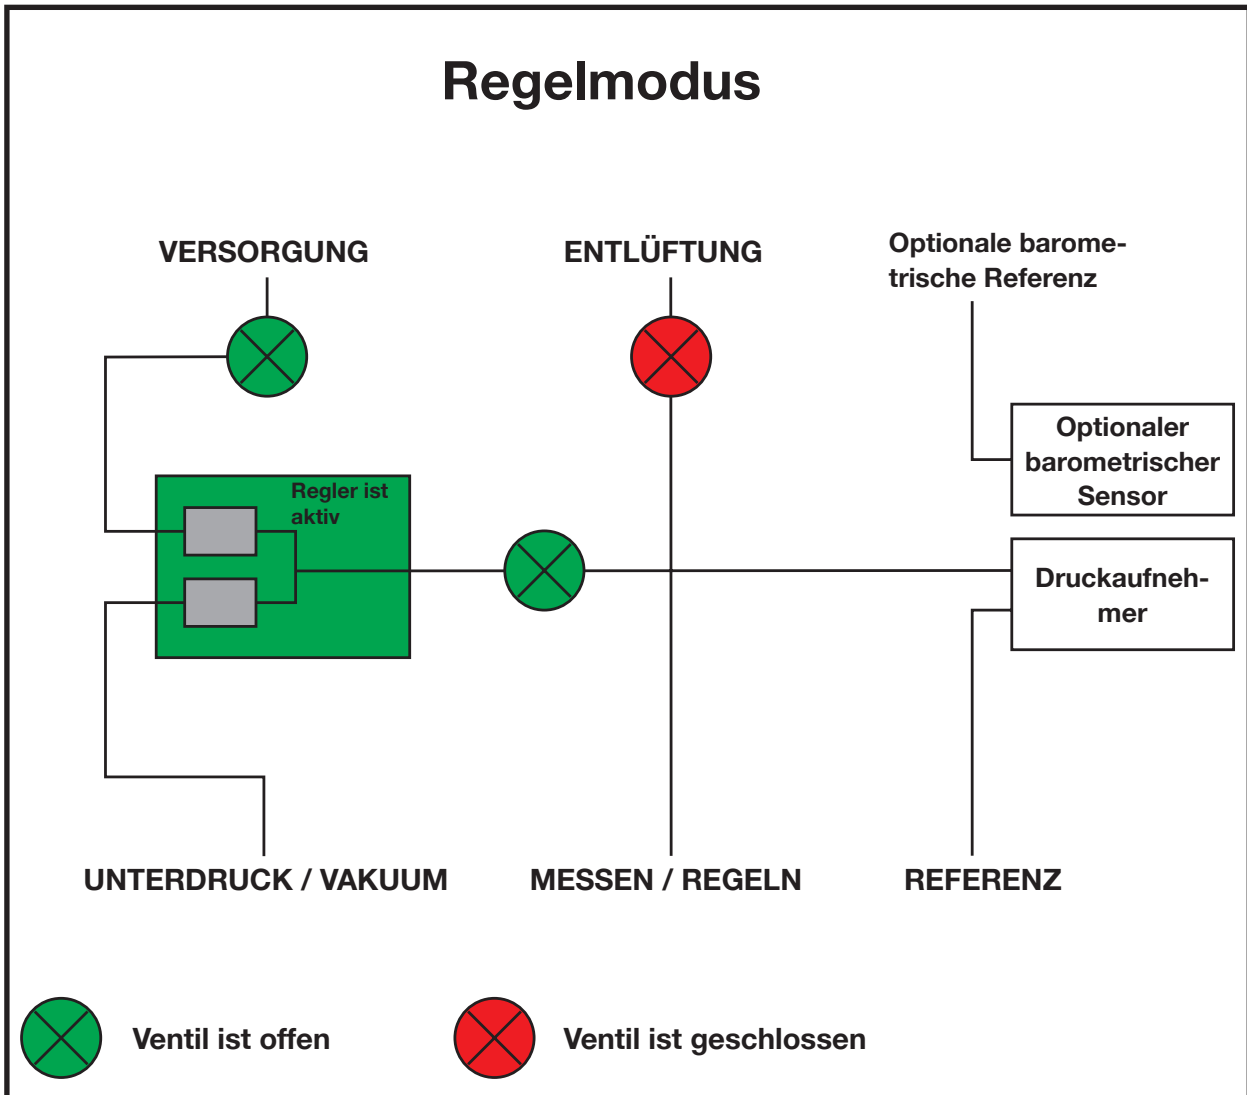 Regelmodus
VERSORGUNG
ENTLÜFTUNG
Optionale barome-
trische Referenz
Optionaler
barometrischer
Sensor
Regler ist
aktiv
Druckaufneh-
mer
UNTERDRUCK / VAKUUM
MESSEN / REGELN
REFERENZ
Ventil ist offen
Ventil ist geschlossen